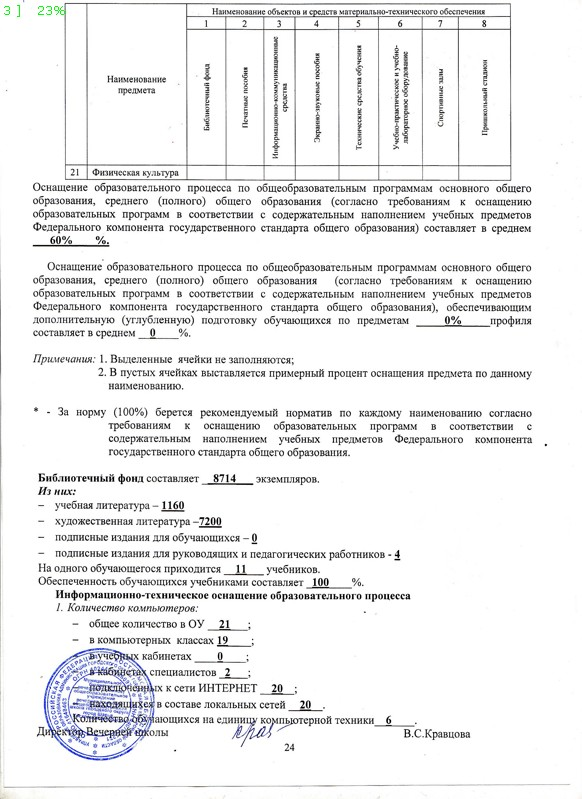 3 ] 23%
Наименование объектов и средств материально-технического обеспечения
Наименование предмета
1 2 3 4 5 6 7 8
Библиотечный фонд
Печатные пособия
Информационно-коммуникационные средства
Экранно-звуковые пособия
Технические средства обучения
Учебно-практическое и учебно-лабораторное оборудование
Спортивные залы
Пришкольный стадион
21 Физическая культура
Оснащение образовательного процесса по общеобразовательным программам основного общего
образования, среднего (полного) общего образования (согласно требованиям к оснащению
образовательных программ в соответствии с содержательным наполнением учебных предметов
Федерального компонента государственного стандарта общего образования) составляет в среднем
60% %.
Оснащение образовательного процесса по общеобразовательным программам основного общего
образования, среднего (полного) общего образования (согласно требованиям к оснащению
образовательных программ в соответствии с содержательным наполнением учебных предметов
Федерального компонента государственного стандарта общего образования), обеспечивающим
дополнительную (углубленную) подготовку обучающихся по предметам 0% профиля
составляет в среднем 0 %.
Примечания: 1. Выделенные ячейки не заполняются;
2. В пустых ячейках выставляется примерный процент оснащения предмета по данному
наименованию.
* - За норму (100%) берется рекомендуемый норматив по каждому наименованию согласно
требованиям к оснащению образовательных программ в соответствии с
содержательным наполнением учебных предметов Федерального компонента
государственного стандарта общего образования.
Библиотечный фонд составляет 8714 экземпляров.
Из них:
– учебная литература – 1160
– художественная литература –7200
– подписные издания для обучающихся – 0
– подписные издания для руководящих и педагогических работников - 4
На одного обучающегося приходится 11 учебников.
Обеспеченность обучающихся учебниками составляет 100 %.
Информационно-техническое оснащение образовательного процесса
1. Количество компьютеров:
– общее количество в ОУ 21 ;
– в компьютерных классах 19 ;
– в учебных кабинетах 0 ;
– в кабинетах специалистов 2 ;
– подключенных к сети ИНТЕРНЕТ 20 ;
– находящихся в составе локальных сетей 20 .
Количество обучающихся на единицу компьютерной техники 6 .
Директор Вечерней школы В.С.Кравцова
24